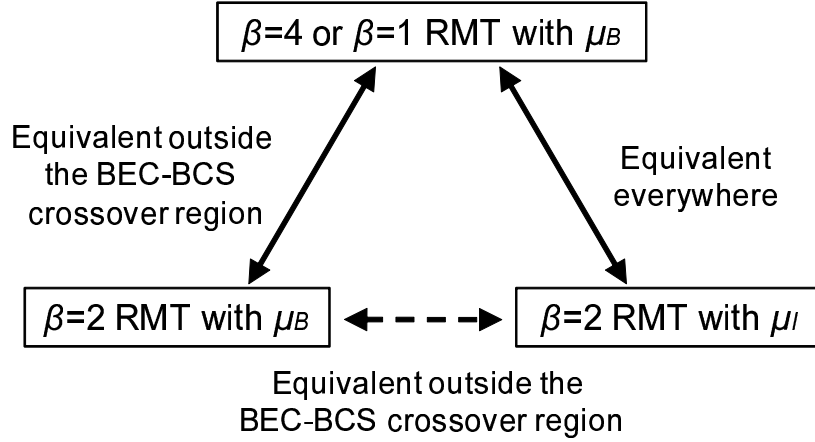 β=4 or β=1 RMT with μB
Equivalent outside
the BEC-BCS
crossover region
Equivalent
everywhere
β=2 RMT with μB
β=2 RMT with μI
Equivalent outside the
BEC-BCS crossover region